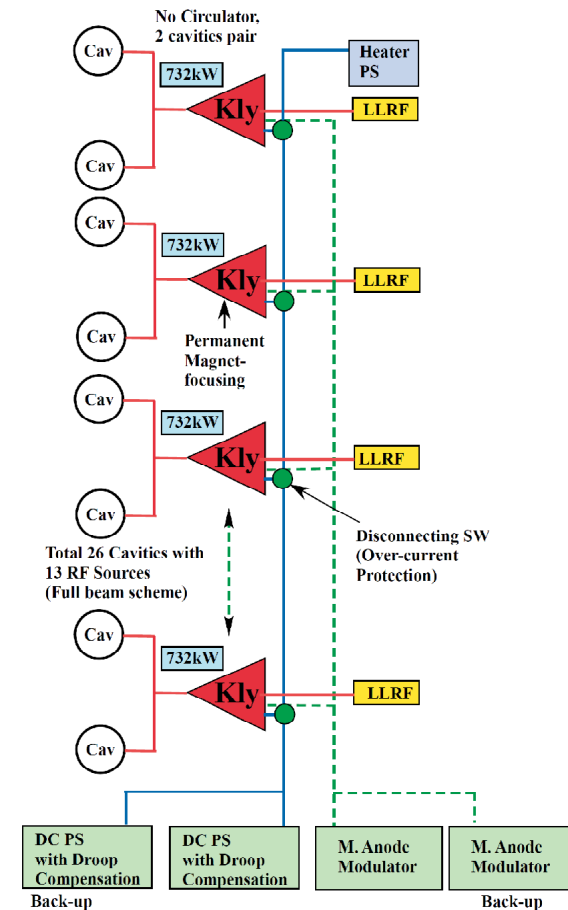 No Circulator,
2 cavities pair
Cav
732kW
Heater
PS
Kly
LLRF
Cav
Cav
732kW
Kly
LLRF
Cav
Permanent
Magnet-
focusing
Cav
732kW
Kly
LLRF
Cav
Disconnecting SW
(Over-current
Protection)
Total 26 Cavities with
13 RF Sources
(Full beam scheme)
Cav
732kW
Kly
LLRF
Cav
DC PS
with Droop
Compensation
DC PS
with Droop
Compensation
M. Anode
Modulator
M. Anode
Modulator
Back-up
Back-up